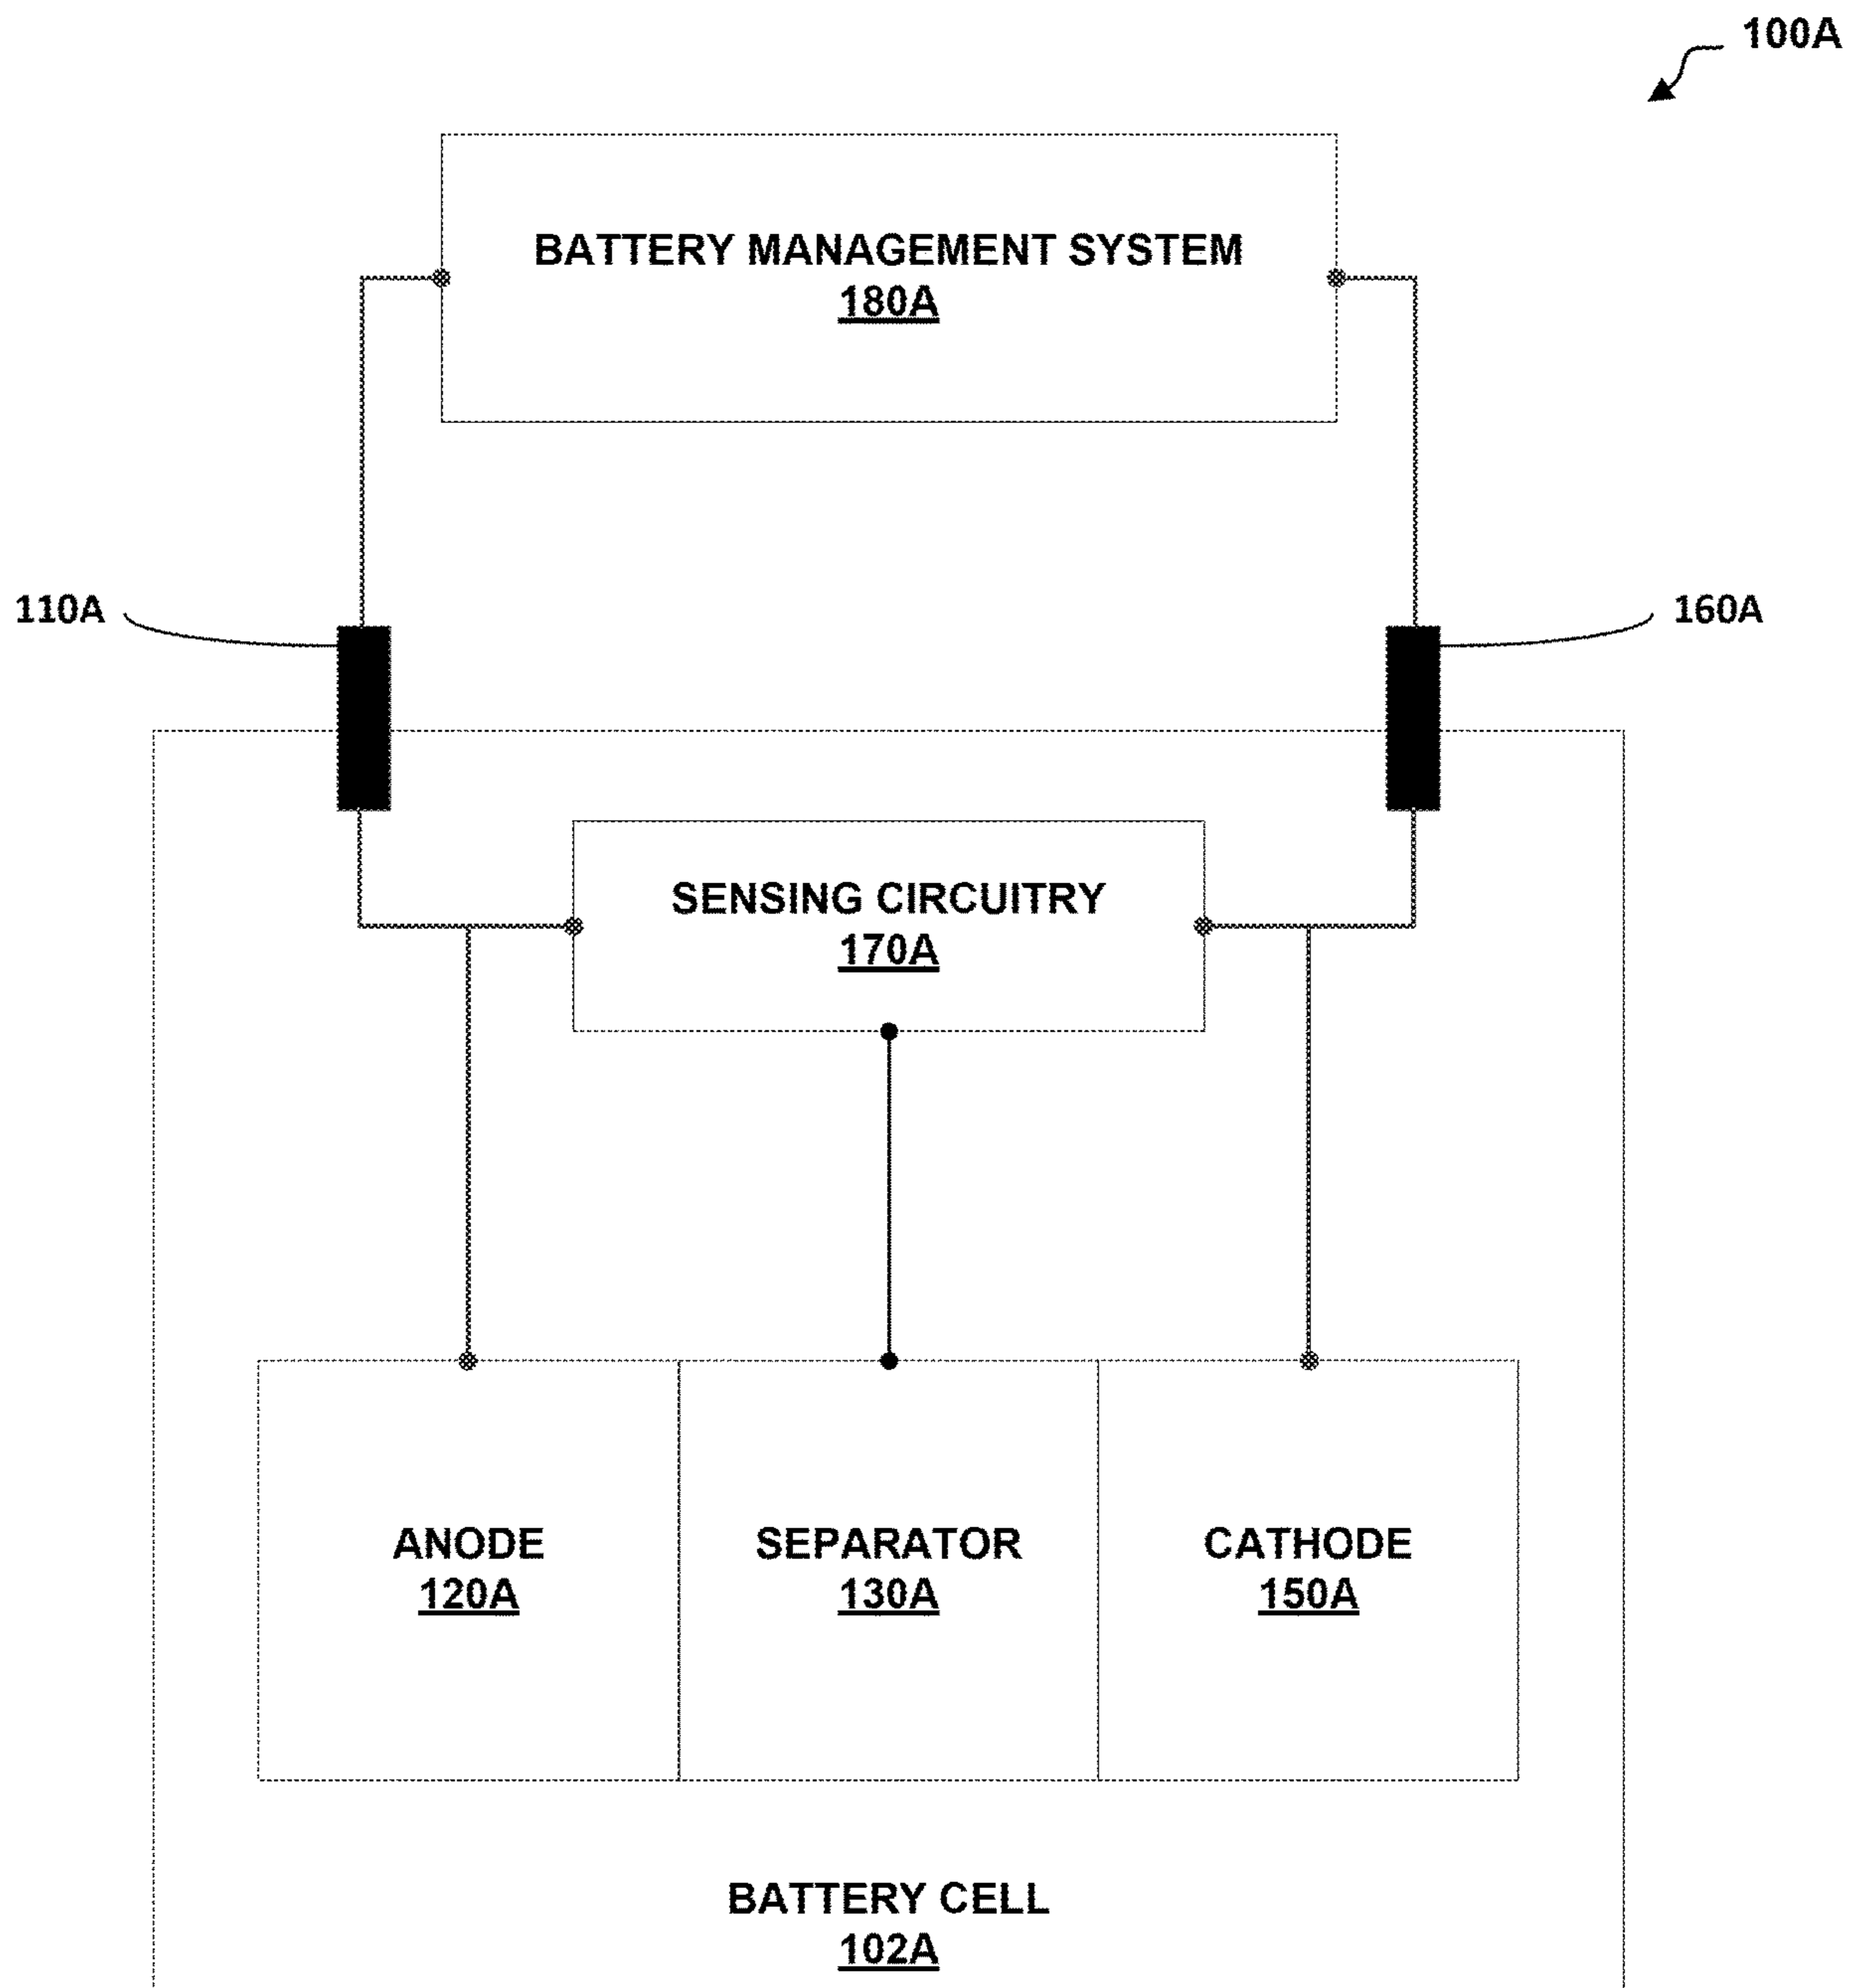 100A
BATTERY MANAGEMENT SYSTEM
180A
110A
160A
SENSING CIRCUITRY
170A
ANODE
120A
SEPARATOR
130A
CATHODE
150A
BATTERY CELL
102A